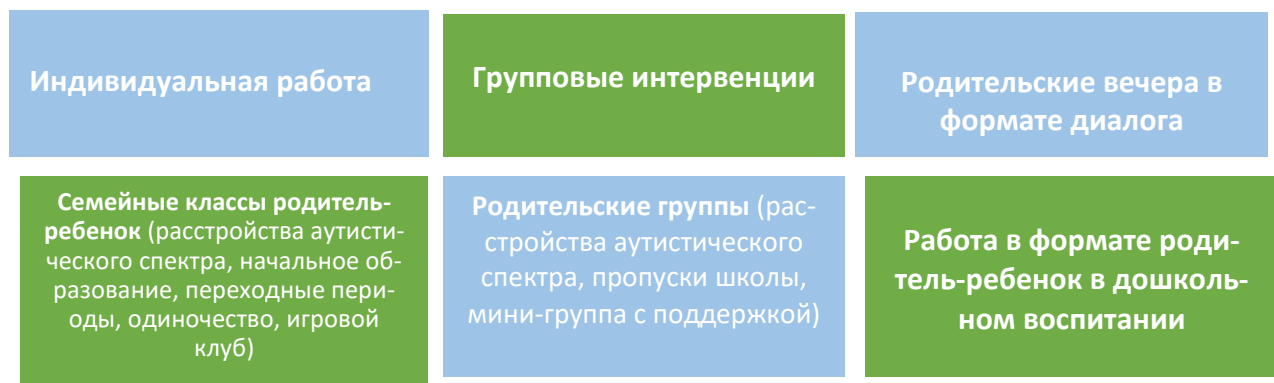 Индивидуальная работа
Групповые интервенции
Родительские вечера в
формате диалога
Семейные классы родитель-
ребенок (расстройства аутисти-
ческого спектра, начальное об-
разование, переходные пери-
оды, одиночество, игровой
клуб)
Родительские группы (рас-
стройства аутистического
спектра, пропуски школы,
мини-группа с поддержкой)
Работа в формате роди-
тель-ребенок в дошколь-
ном воспитании